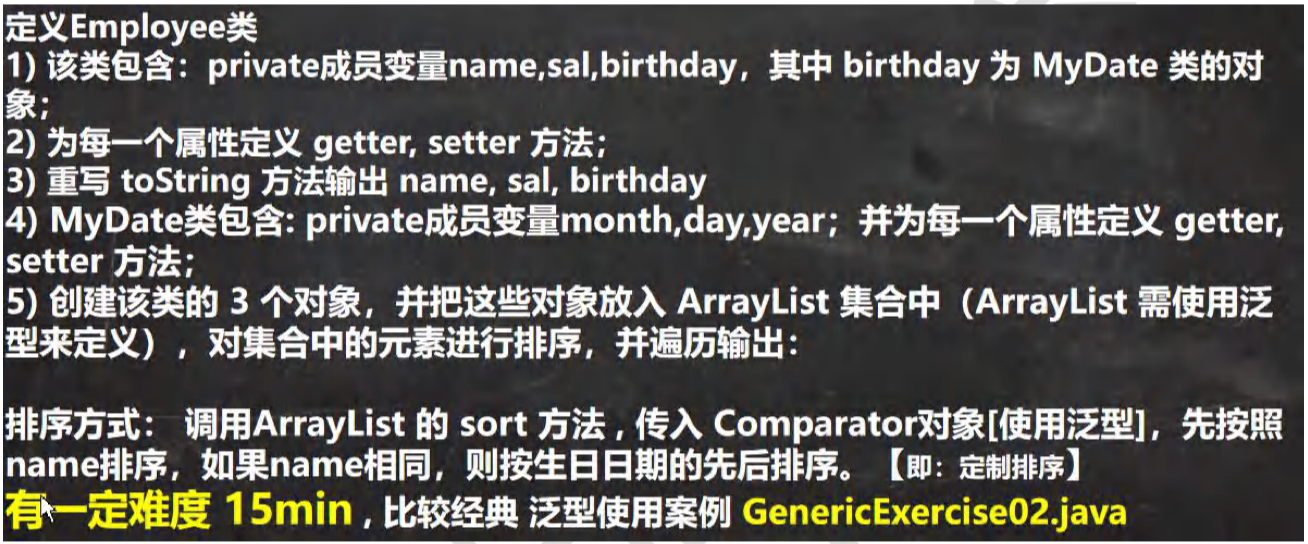 定义Employee类
1) 该类包含：private成员变量name,sal,birthday，其中 birthday 为 MyDate 类的对
象；
2) 为每一个属性定义 getter, setter 方法；
3) 重写 toString 方法输出 name, sal, birthday
4) MyDate类包含: private成员变量month,day,year；并为每一个属性定义 getter,
setter 方法；
5) 创建该类的 3 个对象，并把这些对象放入 ArrayList 集合中（ArrayList 需使用泛
型来定义），对集合中的元素进行排序，并遍历输出：
排序方式： 调用ArrayList 的 sort 方法 , 传入 Comparator对象[使用泛型]，先按照
name排序，如果name相同，则按生日日期的先后排序。【即：定制排序】
有一定难度 15min , 比较经典 泛型使用案例 GenericExercise02.java